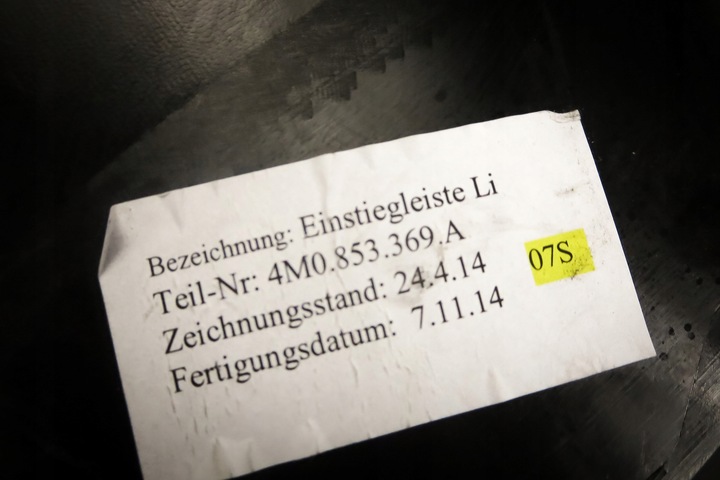 Bezeichnung: Einstiegleiste Li
Teil-Nr: 4M0.853.369.A
Zeichnungsstand: 24.4.14
Fertigungsdatum: 7.11.14
07S